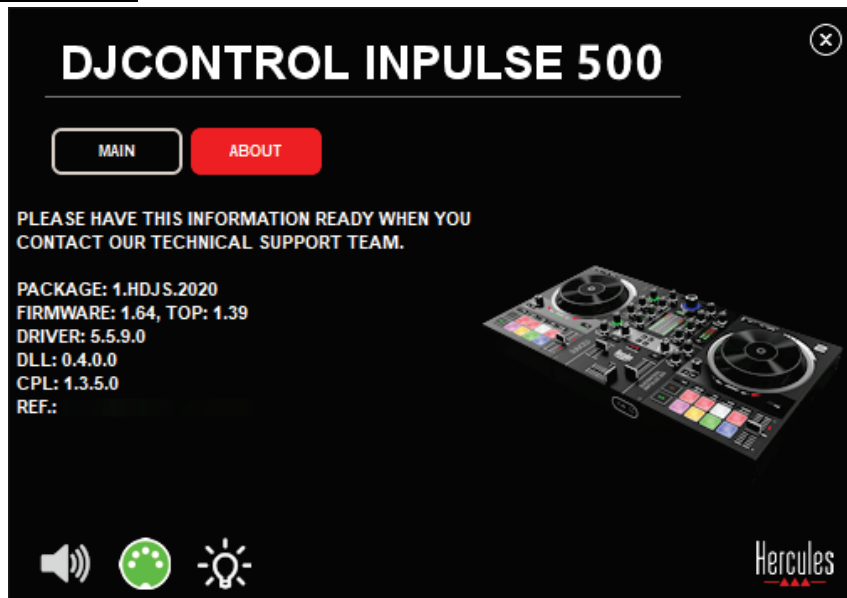 DJCONTROL INPULSE 500
MAIN
ABOUT
PLEASE HAVE THIS INFORMATION READY WHEN YOU
CONTACT OUR TECHNICAL SUPPORT TEAM.
PACKAGE: 1.HDJS.2020
FIRMWARE: 1.64, TOP: 1.39
DRIVER: 5.5.9.0
DLL: 0.4.0.0
CPL: 1.3.5.0
REF.:
Hercules